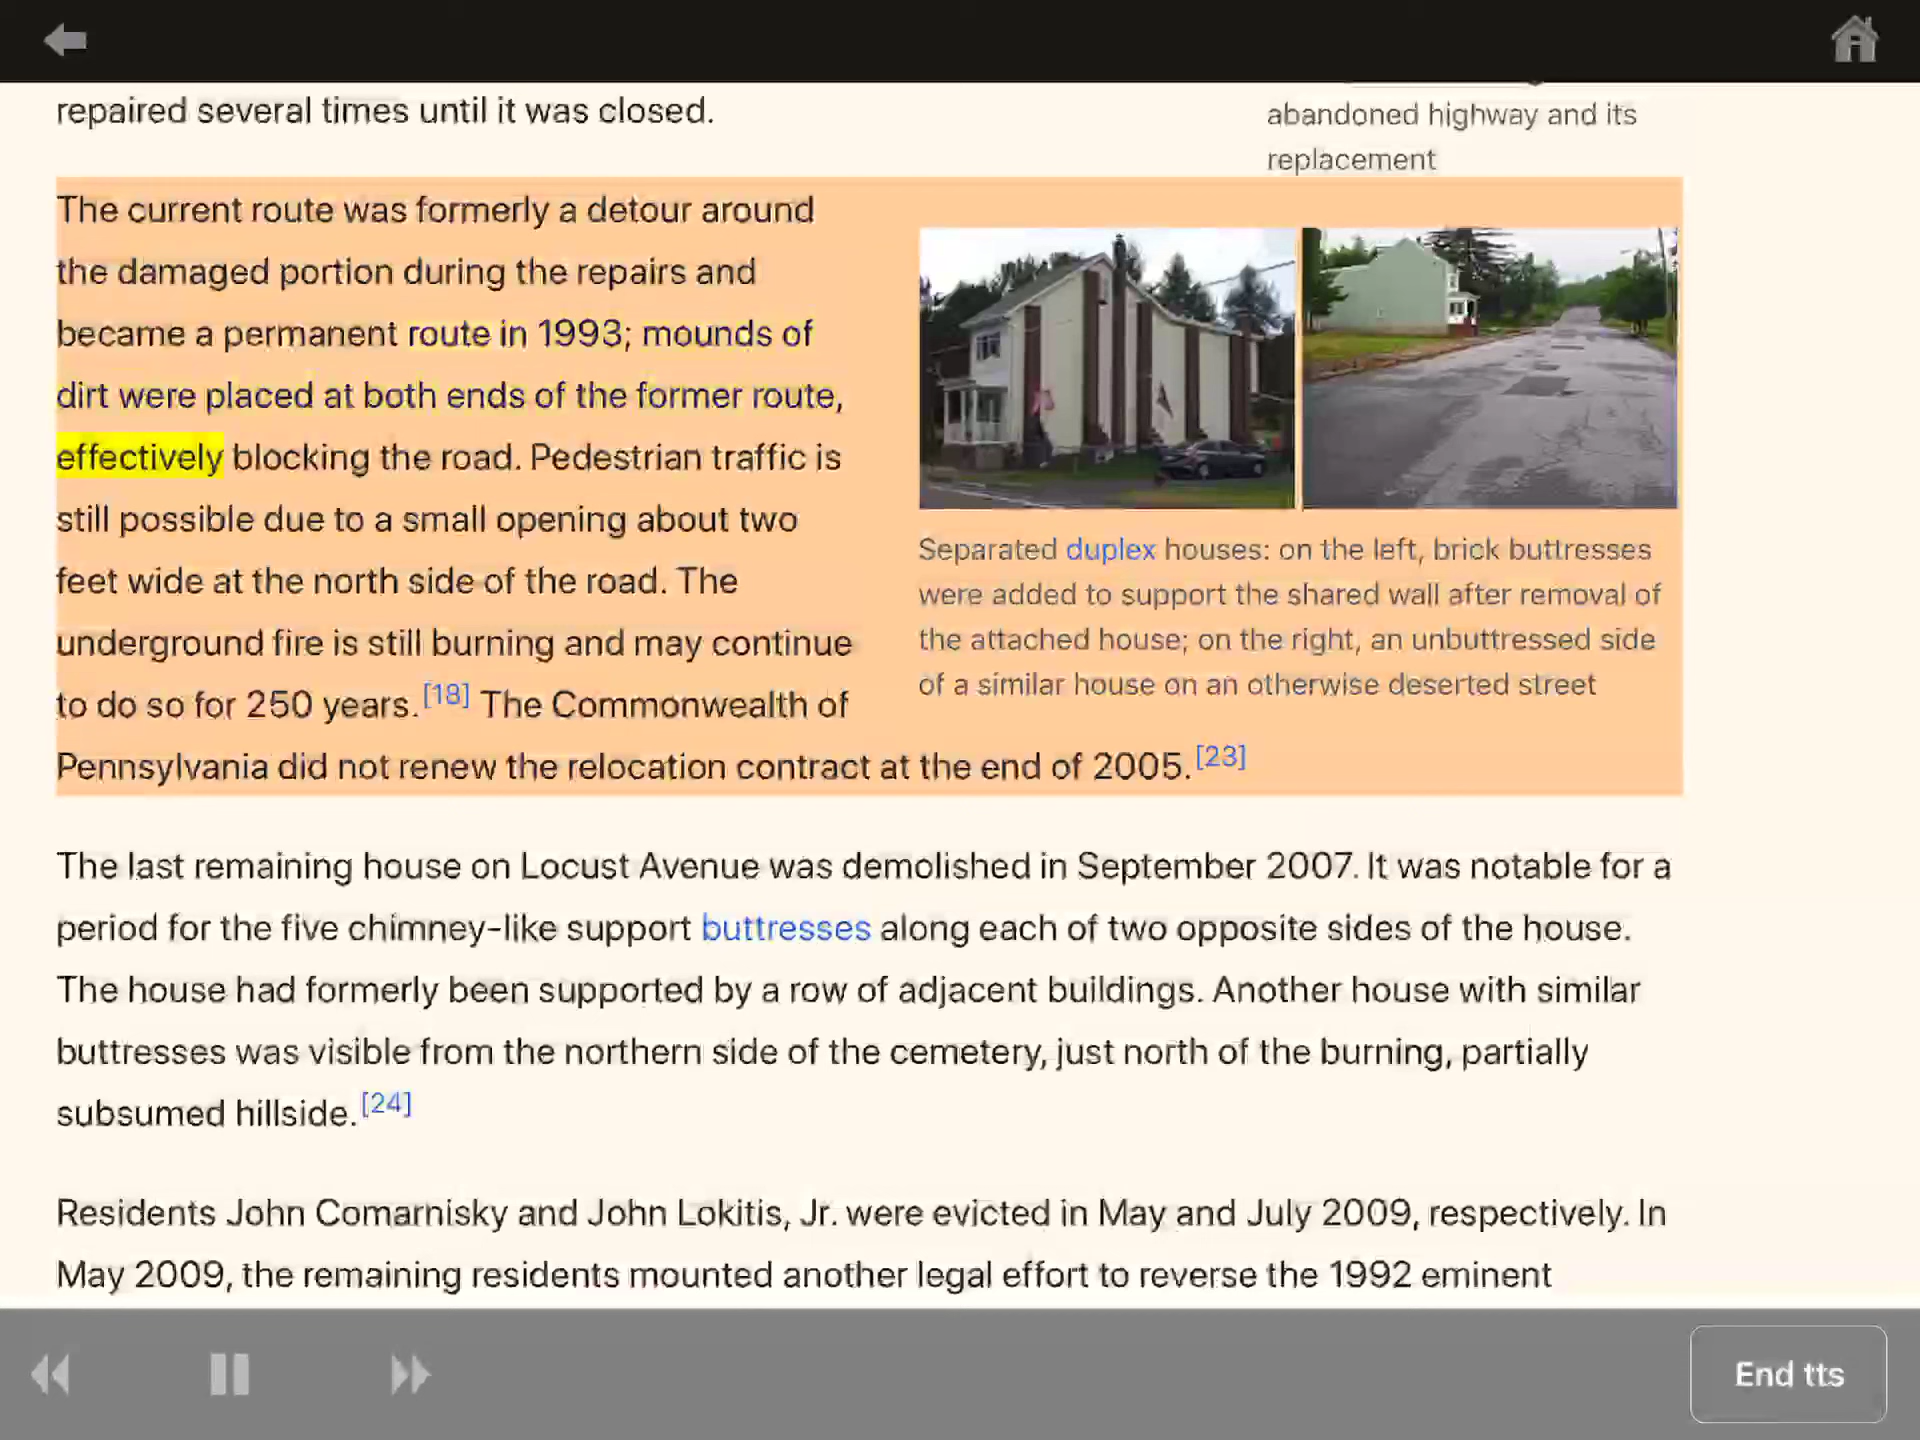 repaired several times until it was closed.
abandoned highway and its
replacement
The current route was formerly a detour around
the damaged portion during the repairs and
became a permanent route in 1993; mounds of
dirt were placed at both ends of the former route,
effectively blocking the road. Pedestrian traffic is
still possible due to a small opening about two
feet wide at the north side of the road. The
underground fire is still burning and may continue
to do so for 250 years.[18] The Commonwealth of
Pennsylvania did not renew the relocation contract at the end of 2005.[23]
Separated duplex houses: on the left, brick buttresses
were added to support the shared wall after removal of
the attached house; on the right, an unbuttressed side
of a similar house on an otherwise deserted street
The last remaining house on Locust Avenue was demolished in September 2007. It was notable for a
period for the five chimney-like support buttresses along each of two opposite sides of the house.
The house had formerly been supported by a row of adjacent buildings. Another house with similar
buttresses was visible from the northern side of the cemetery, just north of the burning, partially
subsumed hillside.[24]
Residents John Comarnisky and John Lokitis, Jr. were evicted in May and July 2009, respectively. In
May 2009, the remaining residents mounted another legal effort to reverse the 1992 eminent
End tts